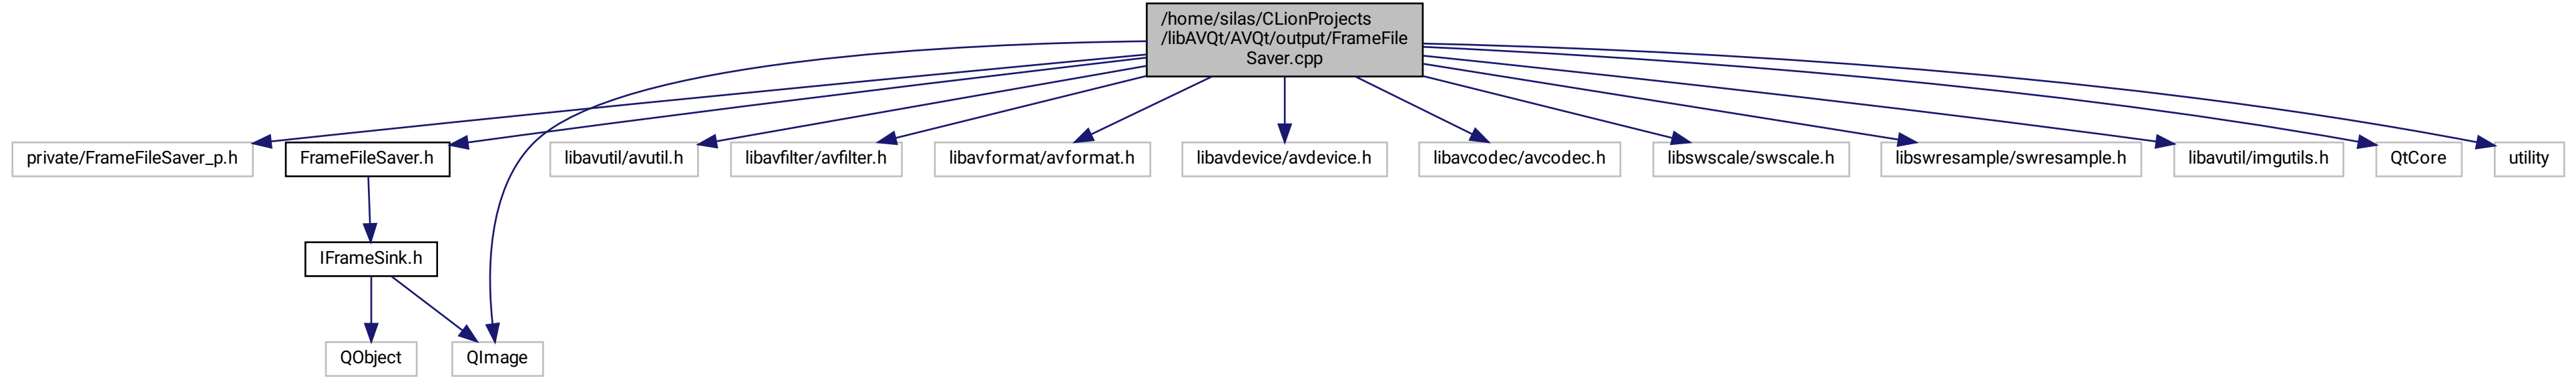 /home/silas/CLionProjects
/libAVQt/AVQt/output/FrameFile
Saver.cpp
private/FrameFileSaver_p.h
FrameFileSaver.h
libavutil/avutil.h
libavfilter/avfilter.h
libavformat/avformat.h
libavdevice/avdevice.h
libavcodec/avcodec.h
libswscale/swscale.h
libswresample/swresample.h
libavutil/imgutils.h
QtCore
utility
IFrameSink.h
QObject
QImage